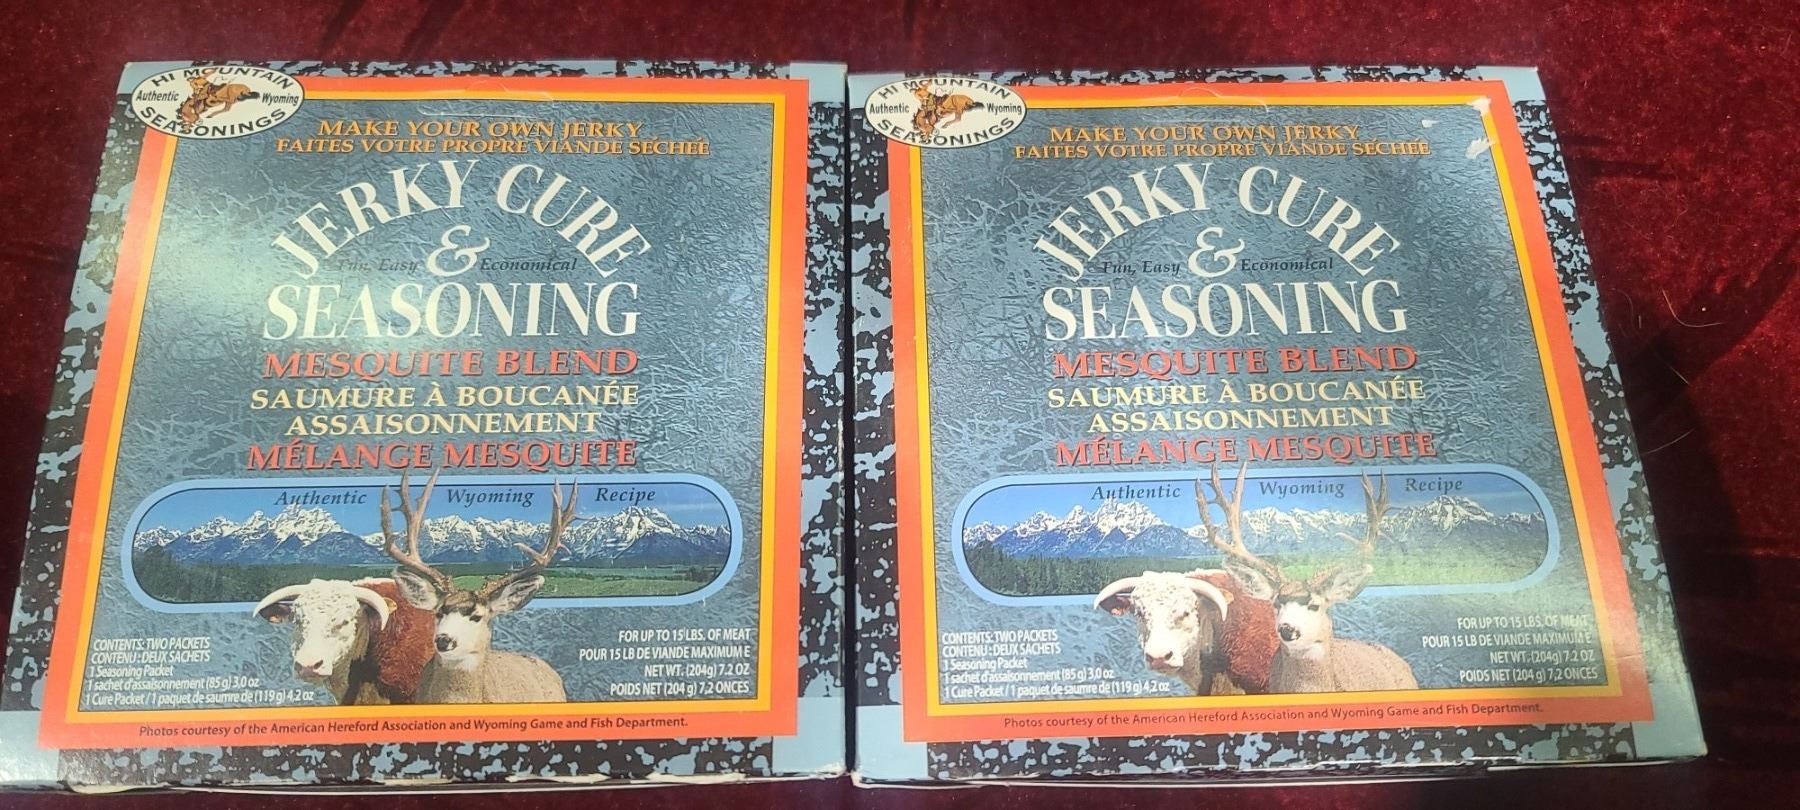 HI MOUNTAIN
Authentic Wyoming
SEASONINGS
MAKE YOUR OWN JERKY
FAITES VOTRE PROPRE VIANDE SÉCHÉE
JERKY CURE
&
Fun, Easy Economical
SEASONING
MESQUITE BLEND
SAUMURE À BOUCANÉE
ASSAISONNEMENT
MÉLANGE MESQUITE
Authentic Wyoming Recipe
CONTENTS: TWO PACKETS
CONTENU: DEUX SACHETS
1 Seasoning Packet
1 sachet d'assaisonnement (85 g) 3,0 oz
1 Cure Packet / 1 paquet de saumre de (119 g) 4,2 oz
FOR UP TO 15 LBS. OF MEAT
POUR 15 LB DE VIANDE MAXIMUM E
NET WT. (204g) 7.2 OZ
POIDS NET (204 g) 7,2 ONCES
Photos courtesy of the American Hereford Association and Wyoming Game and Fish Department.
HI MOUNTAIN
Authentic Wyoming
SEASONINGS
MAKE YOUR OWN JERKY
FAITES VOTRE PROPRE VIANDE SÉCHÉE
JERKY CURE
&
Fun, Easy Economical
SEASONING
MESQUITE BLEND
SAUMURE À BOUCANÉE
ASSAISONNEMENT
MÉLANGE MESQUITE
Authentic Wyoming Recipe
CONTENTS: TWO PACKETS
CONTENU: DEUX SACHETS
1 Seasoning Packet
1 sachet d'assaisonnement (85 g) 3,0 oz
1 Cure Packet / 1 paquet de saumre de (119 g) 4,2 oz
FOR UP TO 15 LBS. OF MEAT
POUR 15 LB DE VIANDE MAXIMUM E
NET WT. (204g) 7.2 OZ
POIDS NET (204 g) 7,2 ONCES
Photos courtesy of the American Hereford Association and Wyoming Game and Fish Department.